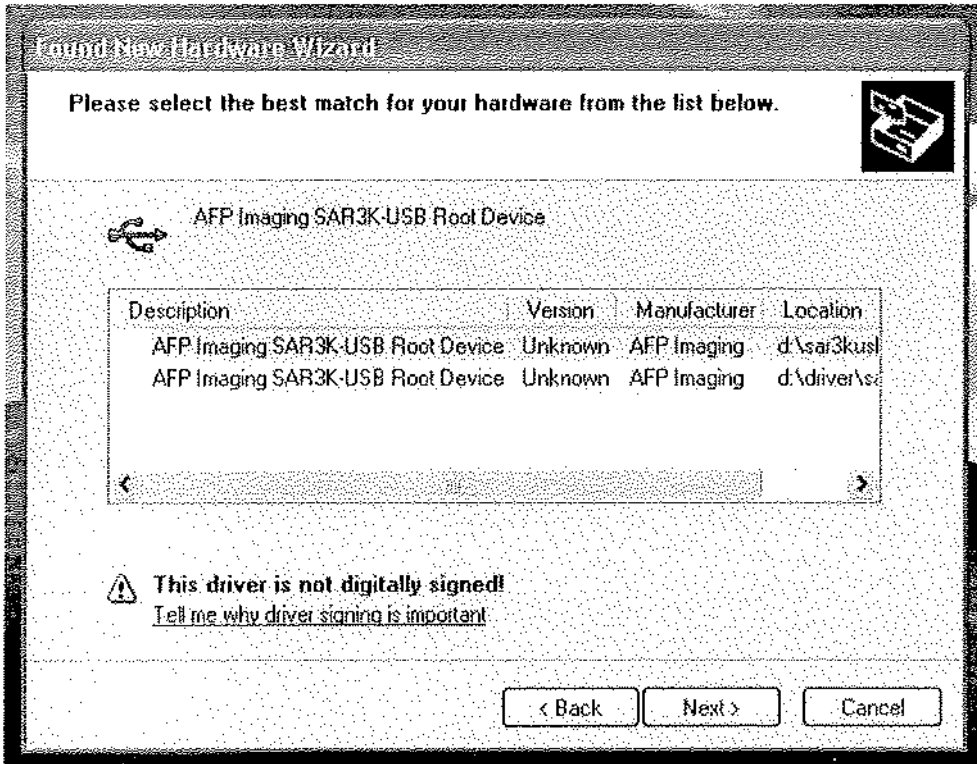 Found New Hardware Wizard
Please select the best match for your hardware from the list below.
AFP Imaging SAR3K-USB Root Device
Description Version Manufacturer Location
AFP Imaging SAR3K-USB Root Device Unknown AFP Imaging d:\sar3kusl
AFP Imaging SAR3K-USB Root Device Unknown AFP Imaging d:\driver\sa
This driver is not digitally signed!
Tell me why driver signing is important
< Back Next > Cancel